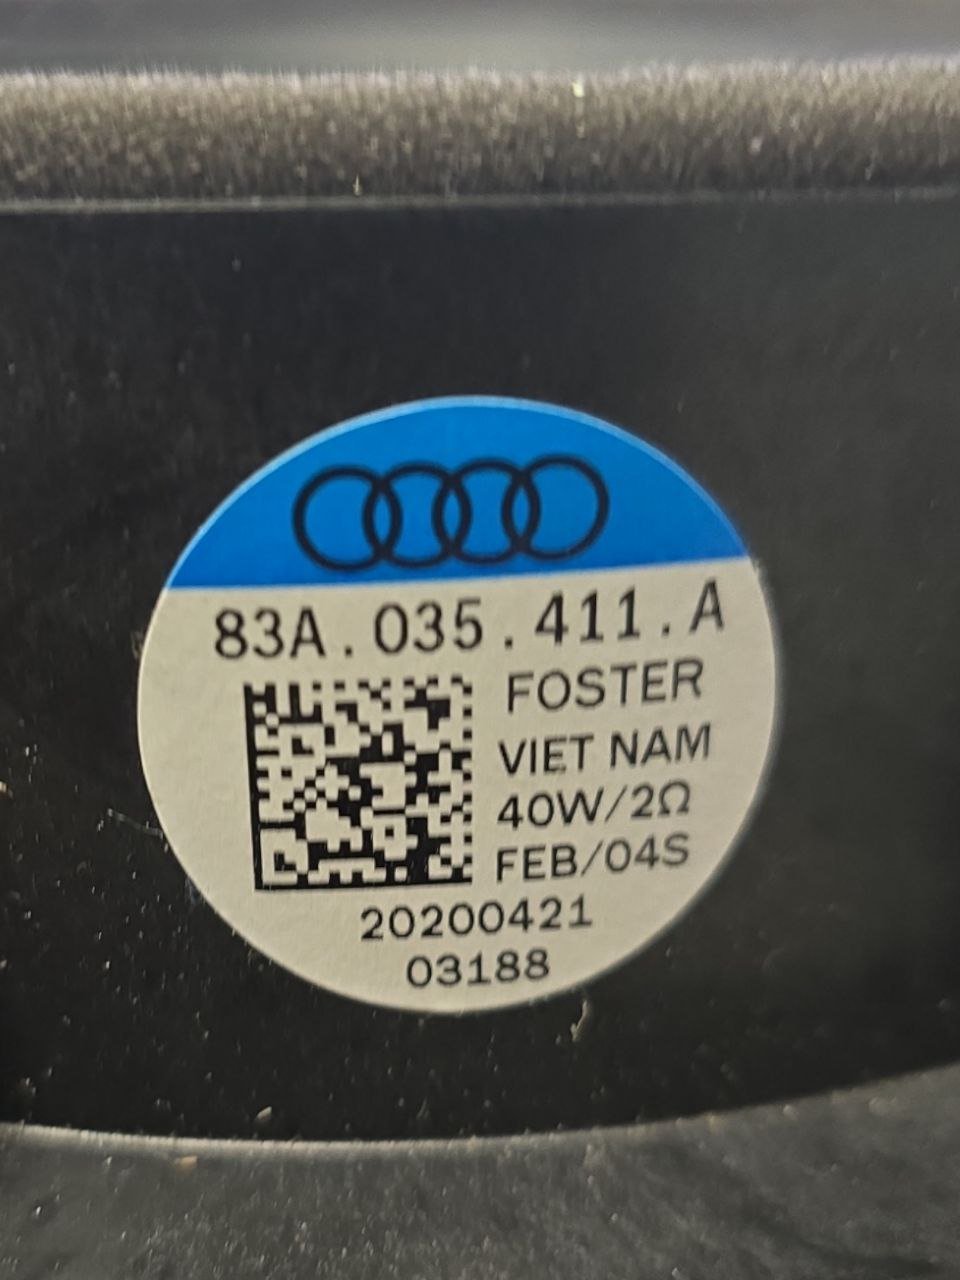 83A.035.411.A
FOSTER
VIET NAM
40W/2Ω
FEB/04S
20200421
03188